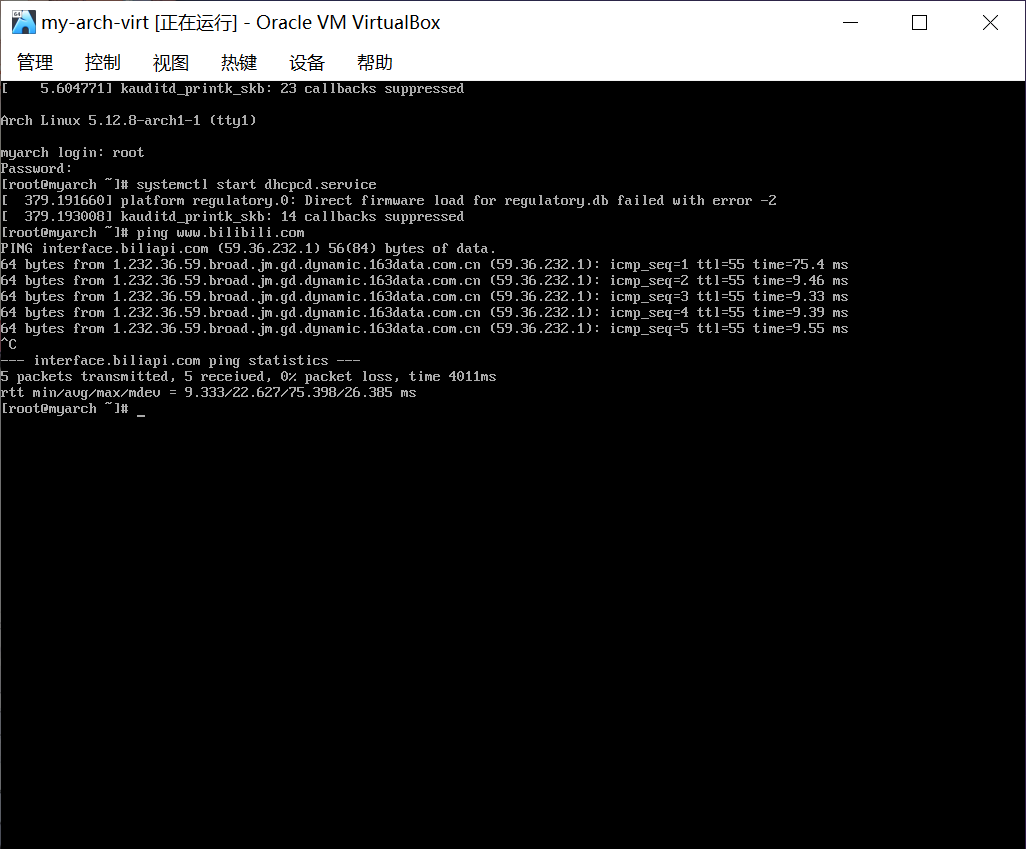 my-arch-virt [正在运行] - Oracle VM VirtualBox
管理 控制 视图 热键 设备 帮助
[    5.604771] kauditd_printk_skb: 23 callbacks suppressed
Arch Linux 5.12.8-arch1-1 (tty1)
myarch login: root
Password:
[root@myarch ~]# systemctl start dhcpcd.service
[  379.191660] platform regulatory.0: Direct firmware load for regulatory.db failed with error -2
[  379.193008] kauditd_printk_skb: 14 callbacks suppressed
[root@myarch ~]# ping www.bilibili.com
PING interface.biliapi.com (59.36.232.1) 56(84) bytes of data.
64 bytes from 1.232.36.59.broad.jm.gd.dynamic.163data.com.cn (59.36.232.1): icmp_seq=1 ttl=55 time=75.4 ms
64 bytes from 1.232.36.59.broad.jm.gd.dynamic.163data.com.cn (59.36.232.1): icmp_seq=2 ttl=55 time=9.46 ms
64 bytes from 1.232.36.59.broad.jm.gd.dynamic.163data.com.cn (59.36.232.1): icmp_seq=3 ttl=55 time=9.33 ms
64 bytes from 1.232.36.59.broad.jm.gd.dynamic.163data.com.cn (59.36.232.1): icmp_seq=4 ttl=55 time=9.39 ms
64 bytes from 1.232.36.59.broad.jm.gd.dynamic.163data.com.cn (59.36.232.1): icmp_seq=5 ttl=55 time=9.55 ms
^C
--- interface.biliapi.com ping statistics ---
5 packets transmitted, 5 received, 0% packet loss, time 4011ms
rtt min/avg/max/mdev = 9.333/22.627/75.398/26.385 ms
[root@myarch ~]# _